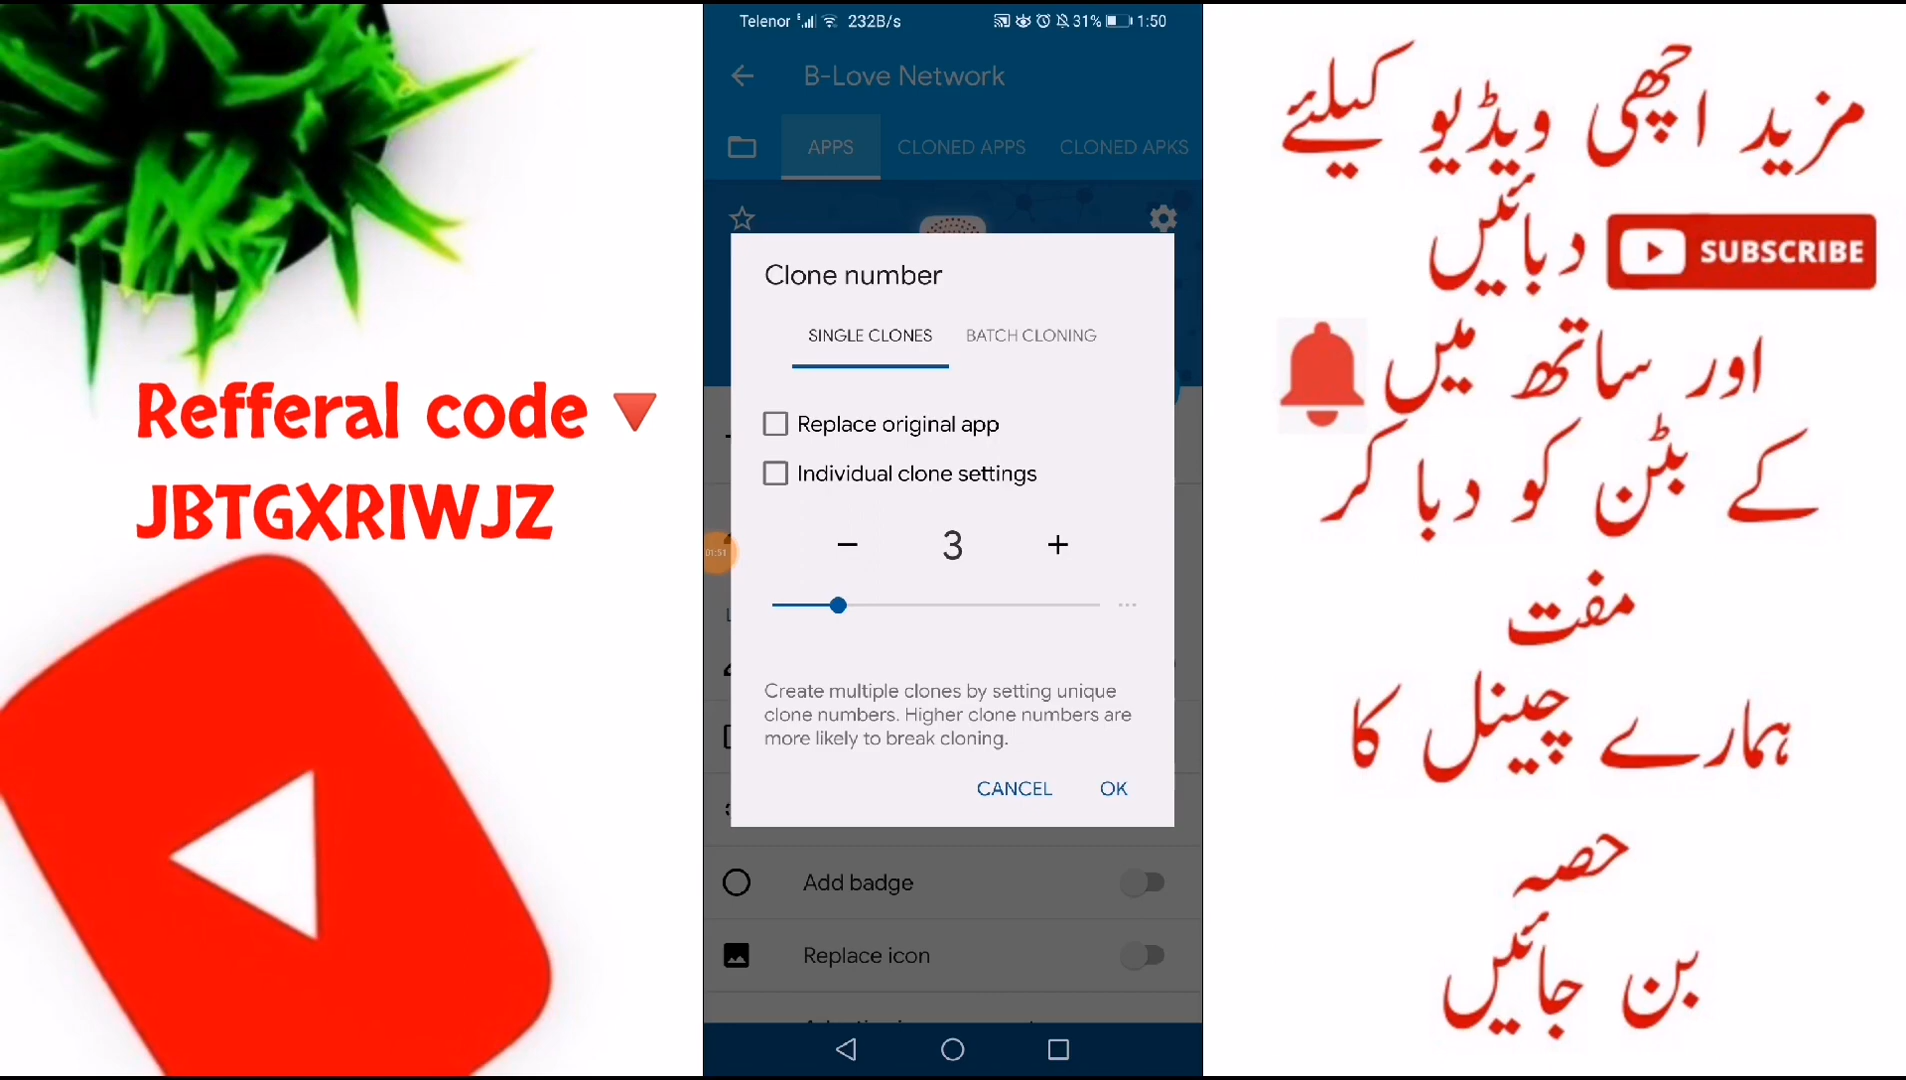 Refferal code
JBTGXRIWJZ
Telenor 232B/s 31% 1:50
B-Love Network
APPS CLONED APPS CLONED APKS
Clone number
SINGLE CLONES BATCH CLONING
Replace original app
Individual clone settings
− 3 +
01:51
Create multiple clones by setting unique
clone numbers. Higher clone numbers are
more likely to break cloning.
CANCEL OK
Add badge
Replace icon
مزید اچھی ویڈیو کیلئے
SUBSCRIBE دبائیں
اور ساتھ میں
کے بٹن کو دبا کر
مفت
ہمارے چینل کا
حصہ
بن جائیں